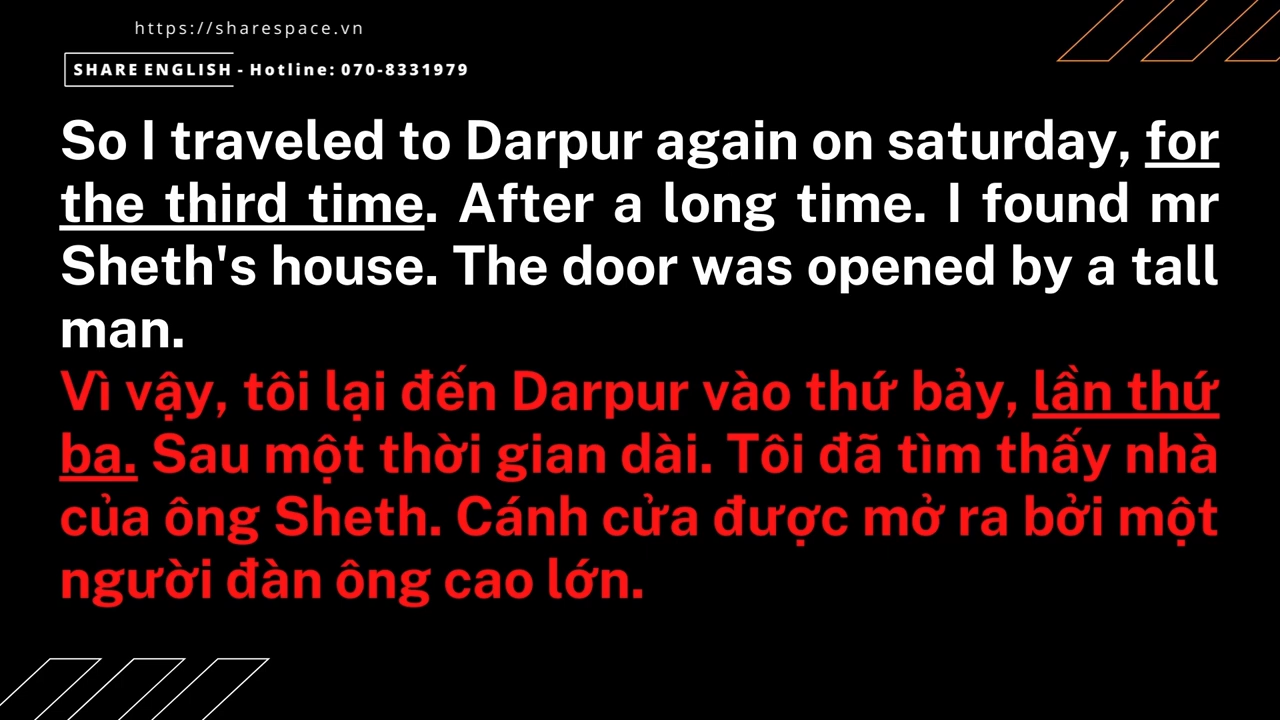 https://sharespace.vn
SHARE ENGLISH - Hotline: 070-8331979
So I traveled to Darpur again on saturday, for
the third time. After a long time. I found mr
Sheth's house. The door was opened by a tall
man.
Vì vậy, tôi lại đến Darpur vào thứ bảy, lần thứ
ba. Sau một thời gian dài. Tôi đã tìm thấy nhà
của ông Sheth. Cánh cửa được mở ra bởi một
người đàn ông cao lớn.